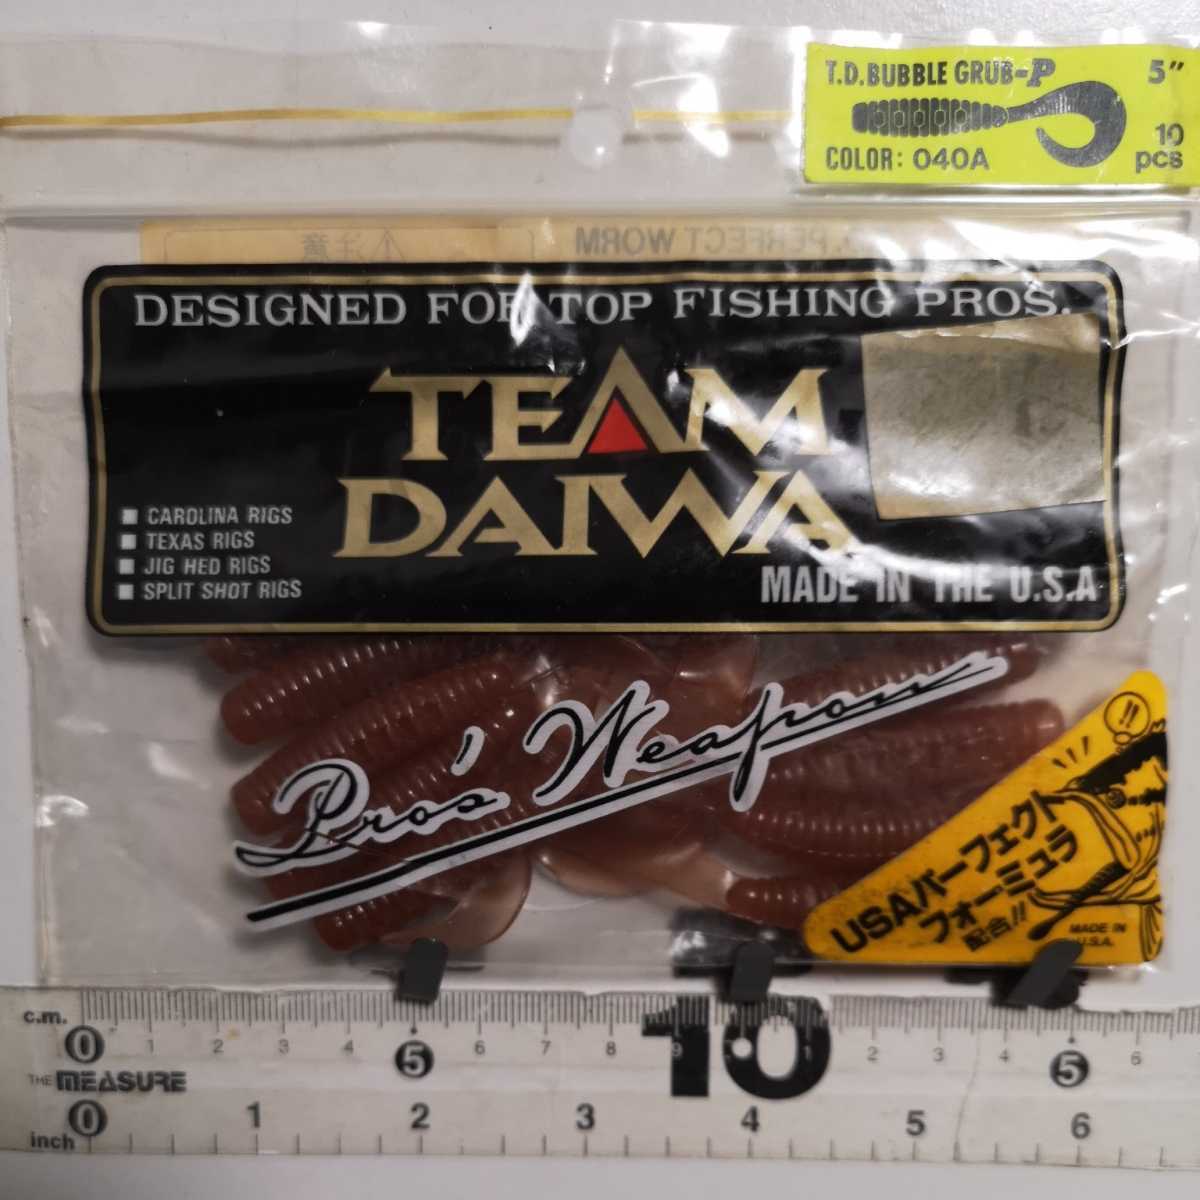 T.D.BUBBLE GRUB-P 5"
10 pcs
COLOR: 040A
注意
T.D. PERFECT WORM
DESIGNED FOR TOP FISHING PROS.
TEAM
DAIWA
■ CAROLINA RIGS
■ TEXAS RIGS
■ JIG HED RIGS
■ SPLIT SHOT RIGS
MADE IN THE U.S.A
Pros' Weapon
!!
USAパーフェクト
フォーミュラ
配合!!
MADE IN
U.S.A.
c.m. 0 1 2 3 4 5 6 7 8 9 10 1 2 3 4 5 6
THE MEASURE
inch 0 1 2 3 4 5 6